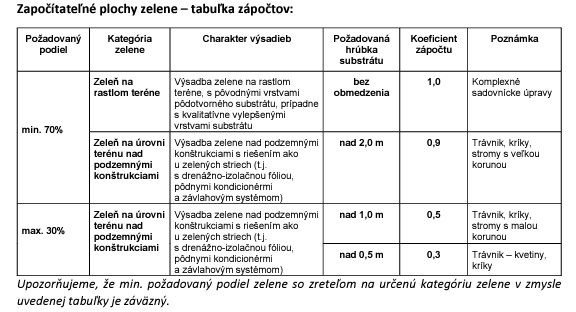 Započítateľné plochy zelene – tabuľka zápočtov:
Požadovaný podiel
Kategória zelene
Charakter výsadieb
Požadovaná hrúbka substrátu
Koeficient zápočtu
Poznámka
min. 70%
Zeleň na rastlom teréne
Výsadba zelene na rastlom
teréne, s pôvodnými vrstvami
pôdotvorného substrátu, prípadne
s kvalitatívne vylepšenými
vrstvami substrátu
bez obmedzenia
1,0
Komplexné sadovnícke úpravy
Zeleň na úrovni
terénu nad
podzemnými
konštrukciami
Výsadba zelene nad podzemnými
konštrukciami s riešením ako
u zelených striech (t.j.
s drenážno-izolačnou fóliou,
pôdnymi kondicionérmi
a závlahovým systémom)
nad 2,0 m
0,9
Trávnik, kríky,
stromy s veľkou
korunou
max. 30%
Zeleň na úrovni
terénu nad
podzemnými
konštrukciami
Výsadba zelene nad podzemnými
konštrukciami s riešením ako
u zelených striech (t.j.
s drenážno-izolačnou fóliou,
pôdnymi kondicionérmi
a závlahovým systémom)
nad 1,0 m
0,5
Trávnik, kríky,
stromy s malou
korunou
nad 0,5 m
0,3
Trávnik – kvetiny,
kríky
Upozorňujeme, že min. požadovaný podiel zelene so zreteľom na určenú kategóriu zelene v zmysle
uvedenej tabuľky je záväzný.